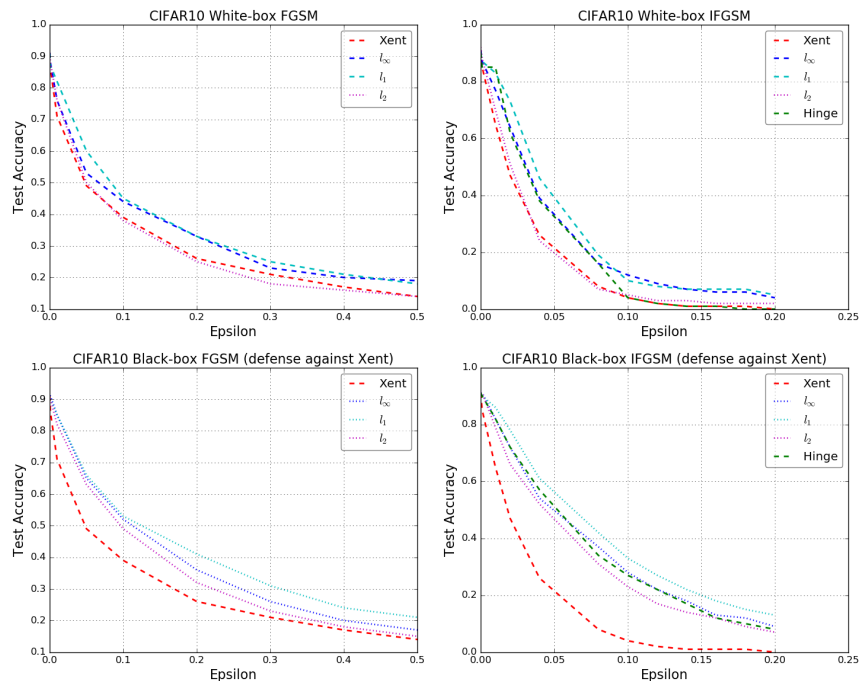 CIFAR10 White-box FGSM
Test Accuracy
0.9
0.8
0.7
0.6
0.5
0.4
0.3
0.2
0.1
0.0 0.1 0.2 0.3 0.4 0.5
Epsilon
Xent
l∞
l1
l2
CIFAR10 White-box IFGSM
Test Accuracy
1.0
0.8
0.6
0.4
0.2
0.0
0.00 0.05 0.10 0.15 0.20 0.25
Epsilon
Xent
l∞
l1
l2
Hinge
CIFAR10 Black-box FGSM (defense against Xent)
Test Accuracy
1.0
0.9
0.8
0.7
0.6
0.5
0.4
0.3
0.2
0.1
0.0 0.1 0.2 0.3 0.4 0.5
Epsilon
Xent
l∞
l1
l2
CIFAR10 Black-box IFGSM (defense against Xent)
Test Accuracy
1.0
0.8
0.6
0.4
0.2
0.0
0.00 0.05 0.10 0.15 0.20 0.25
Epsilon
Xent
l∞
l1
l2
Hinge